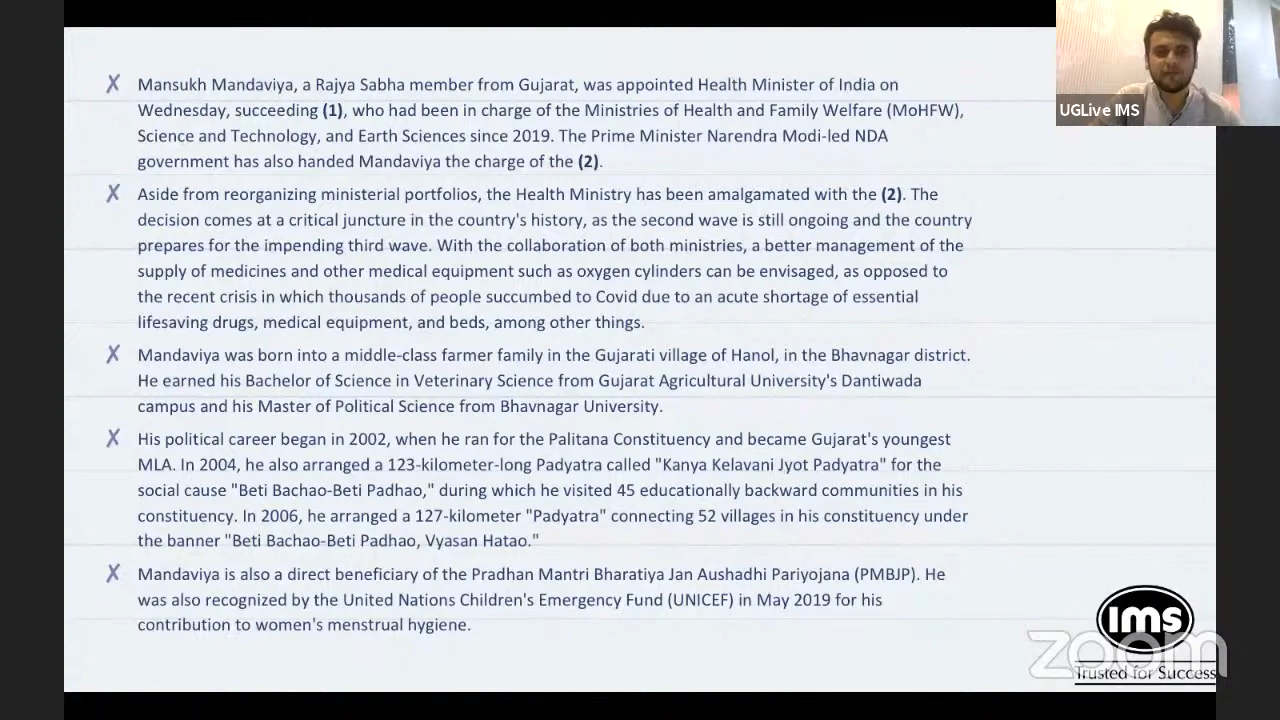 ✗ Mansukh Mandaviya, a Rajya Sabha member from Gujarat, was appointed Health Minister of India on
Wednesday, succeeding (1), who had been in charge of the Ministries of Health and Family Welfare (MoHFW),
Science and Technology, and Earth Sciences since 2019. The Prime Minister Narendra Modi-led NDA
government has also handed Mandaviya the charge of the (2).
✗ Aside from reorganizing ministerial portfolios, the Health Ministry has been amalgamated with the (2). The
decision comes at a critical juncture in the country's history, as the second wave is still ongoing and the country
prepares for the impending third wave. With the collaboration of both ministries, a better management of the
supply of medicines and other medical equipment such as oxygen cylinders can be envisaged, as opposed to
the recent crisis in which thousands of people succumbed to Covid due to an acute shortage of essential
lifesaving drugs, medical equipment, and beds, among other things.
✗ Mandaviya was born into a middle-class farmer family in the Gujarati village of Hanol, in the Bhavnagar district.
He earned his Bachelor of Science in Veterinary Science from Gujarat Agricultural University's Dantiwada
campus and his Master of Political Science from Bhavnagar University.
✗ His political career began in 2002, when he ran for the Palitana Constituency and became Gujarat's youngest
MLA. In 2004, he also arranged a 123-kilometer-long Padyatra called "Kanya Kelavani Jyot Padyatra" for the
social cause "Beti Bachao-Beti Padhao," during which he visited 45 educationally backward communities in his
constituency. In 2006, he arranged a 127-kilometer "Padyatra" connecting 52 villages in his constituency under
the banner "Beti Bachao-Beti Padhao, Vyasan Hatao."
✗ Mandaviya is also a direct beneficiary of the Pradhan Mantri Bharatiya Jan Aushadhi Pariyojana (PMBJP). He
was also recognized by the United Nations Children's Emergency Fund (UNICEF) in May 2019 for his
contribution to women's menstrual hygiene.
UGLive IMS
ims
zoom
Trusted for Success